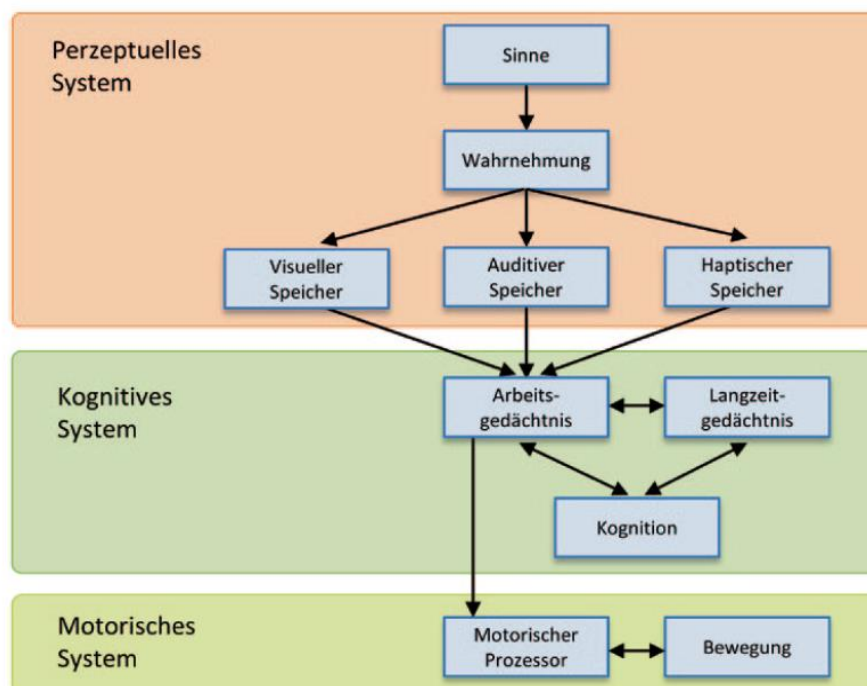 Perzeptuelles
System
Sinne
Wahrnehmung
Visueller
Speicher
Auditiver
Speicher
Haptischer
Speicher
Kognitives
System
Arbeits-
gedächtnis
Langzeit-
gedächtnis
Kognition
Motorisches
System
Motorischer
Prozessor
Bewegung